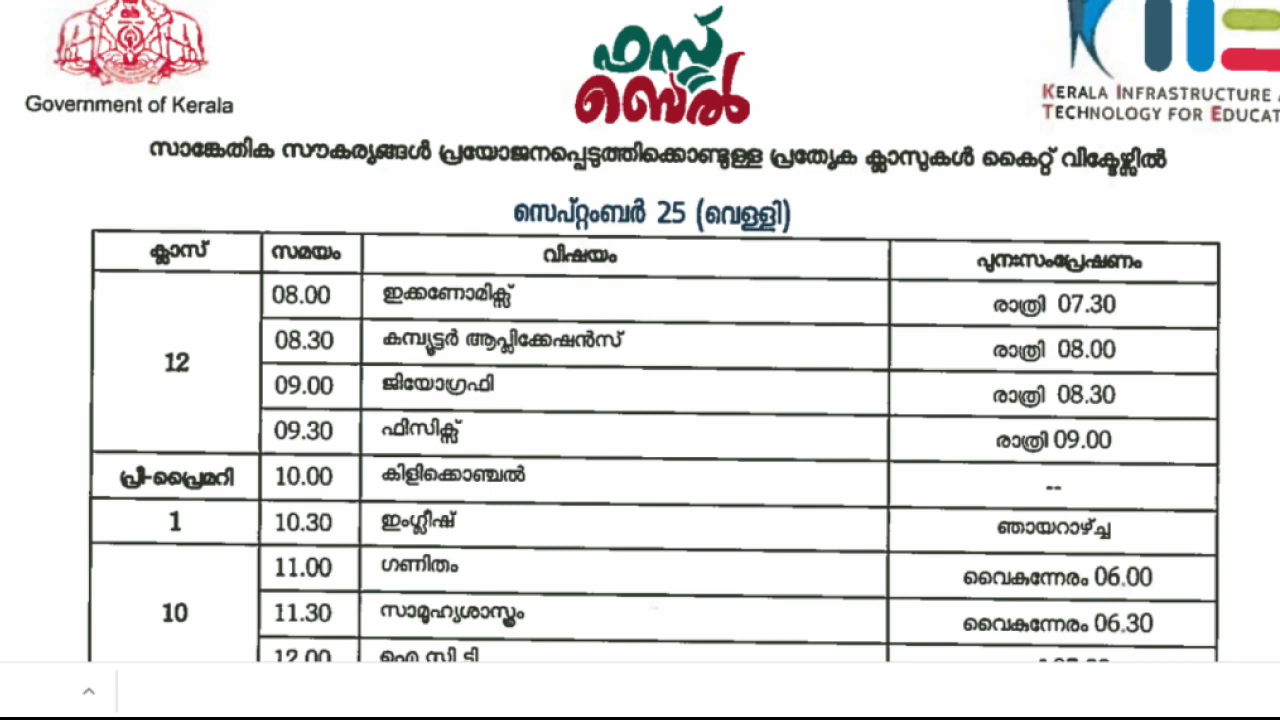 Government of Kerala
ഫസ്റ്റ്
ബെൽ
KERALA INFRASTRUCTURE
TECHNOLOGY FOR
സാങ്കേതിക സൗകര്യങ്ങൾ പ്രയോജനപ്പെടുത്തിക്കൊണ്ടുള്ള പ്രത്യേക ക്ലാസുകൾ കൈറ്റ് വിക്ടേഴ്സിൽ
സെപ്റ്റംബർ 25 (വെള്ളി)
ക്ലാസ് സമയം വിഷയം പുനഃസംപ്രേഷണം
12
08.00 ഇക്കണോമിക്സ് രാത്രി 07.30
08.30 കമ്പ്യൂട്ടർ ആപ്ലിക്കേഷൻസ് രാത്രി 08.00
09.00 ജിയോഗ്രഫി രാത്രി 08.30
09.30 ഫിസിക്സ് രാത്രി 09.00
പ്രീ-പ്രൈമറി 10.00 കിളിക്കൊഞ്ചൽ --
1 10.30 ഇംഗ്ലീഷ് ഞായറാഴ്ച്ച
10
11.00 ഗണിതം വൈകുന്നേരം 06.00
11.30 സാമൂഹ്യശാസ്ത്രം വൈകുന്നേരം 06.30
12.00 ഐ സി ടി